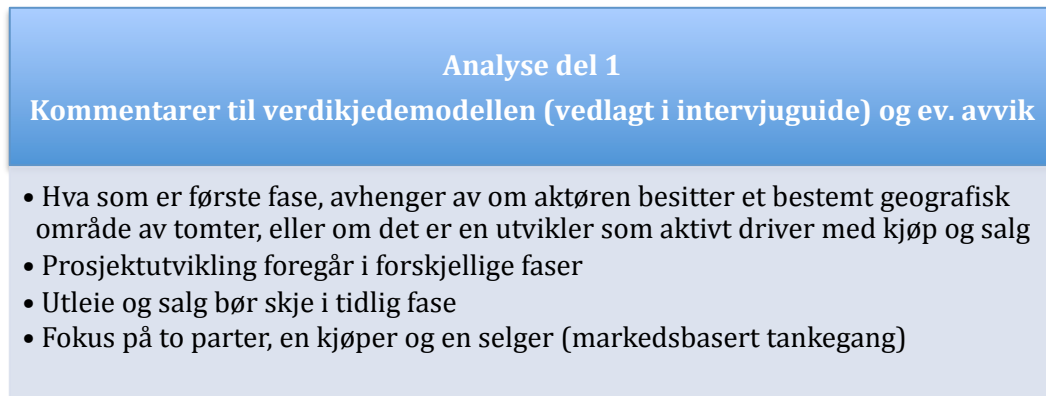 Analyse del 1
Kommentarer til verdikjedemodellen (vedlagt i intervjuguide) og ev. avvik
• Hva som er første fase, avhenger av om aktøren besitter et bestemt geografisk
område av tomter, eller om det er en utvikler som aktivt driver med kjøp og salg
• Prosjektutvikling foregår i forskjellige faser
• Utleie og salg bør skje i tidlig fase
• Fokus på to parter, en kjøper og en selger (markedsbasert tankegang)